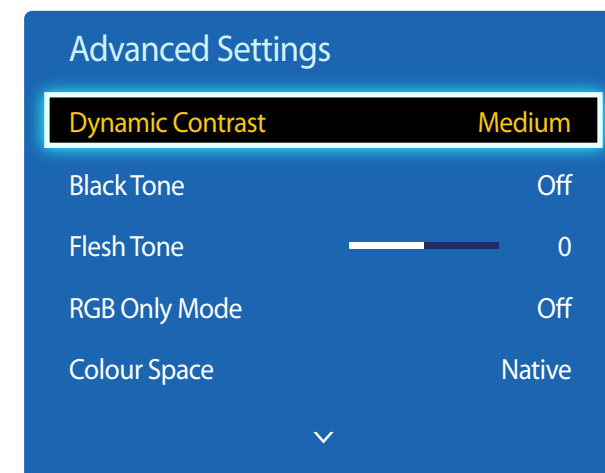 Advanced Settings
Dynamic Contrast Medium
Black Tone Off
Flesh Tone 0
RGB Only Mode Off
Colour Space Native